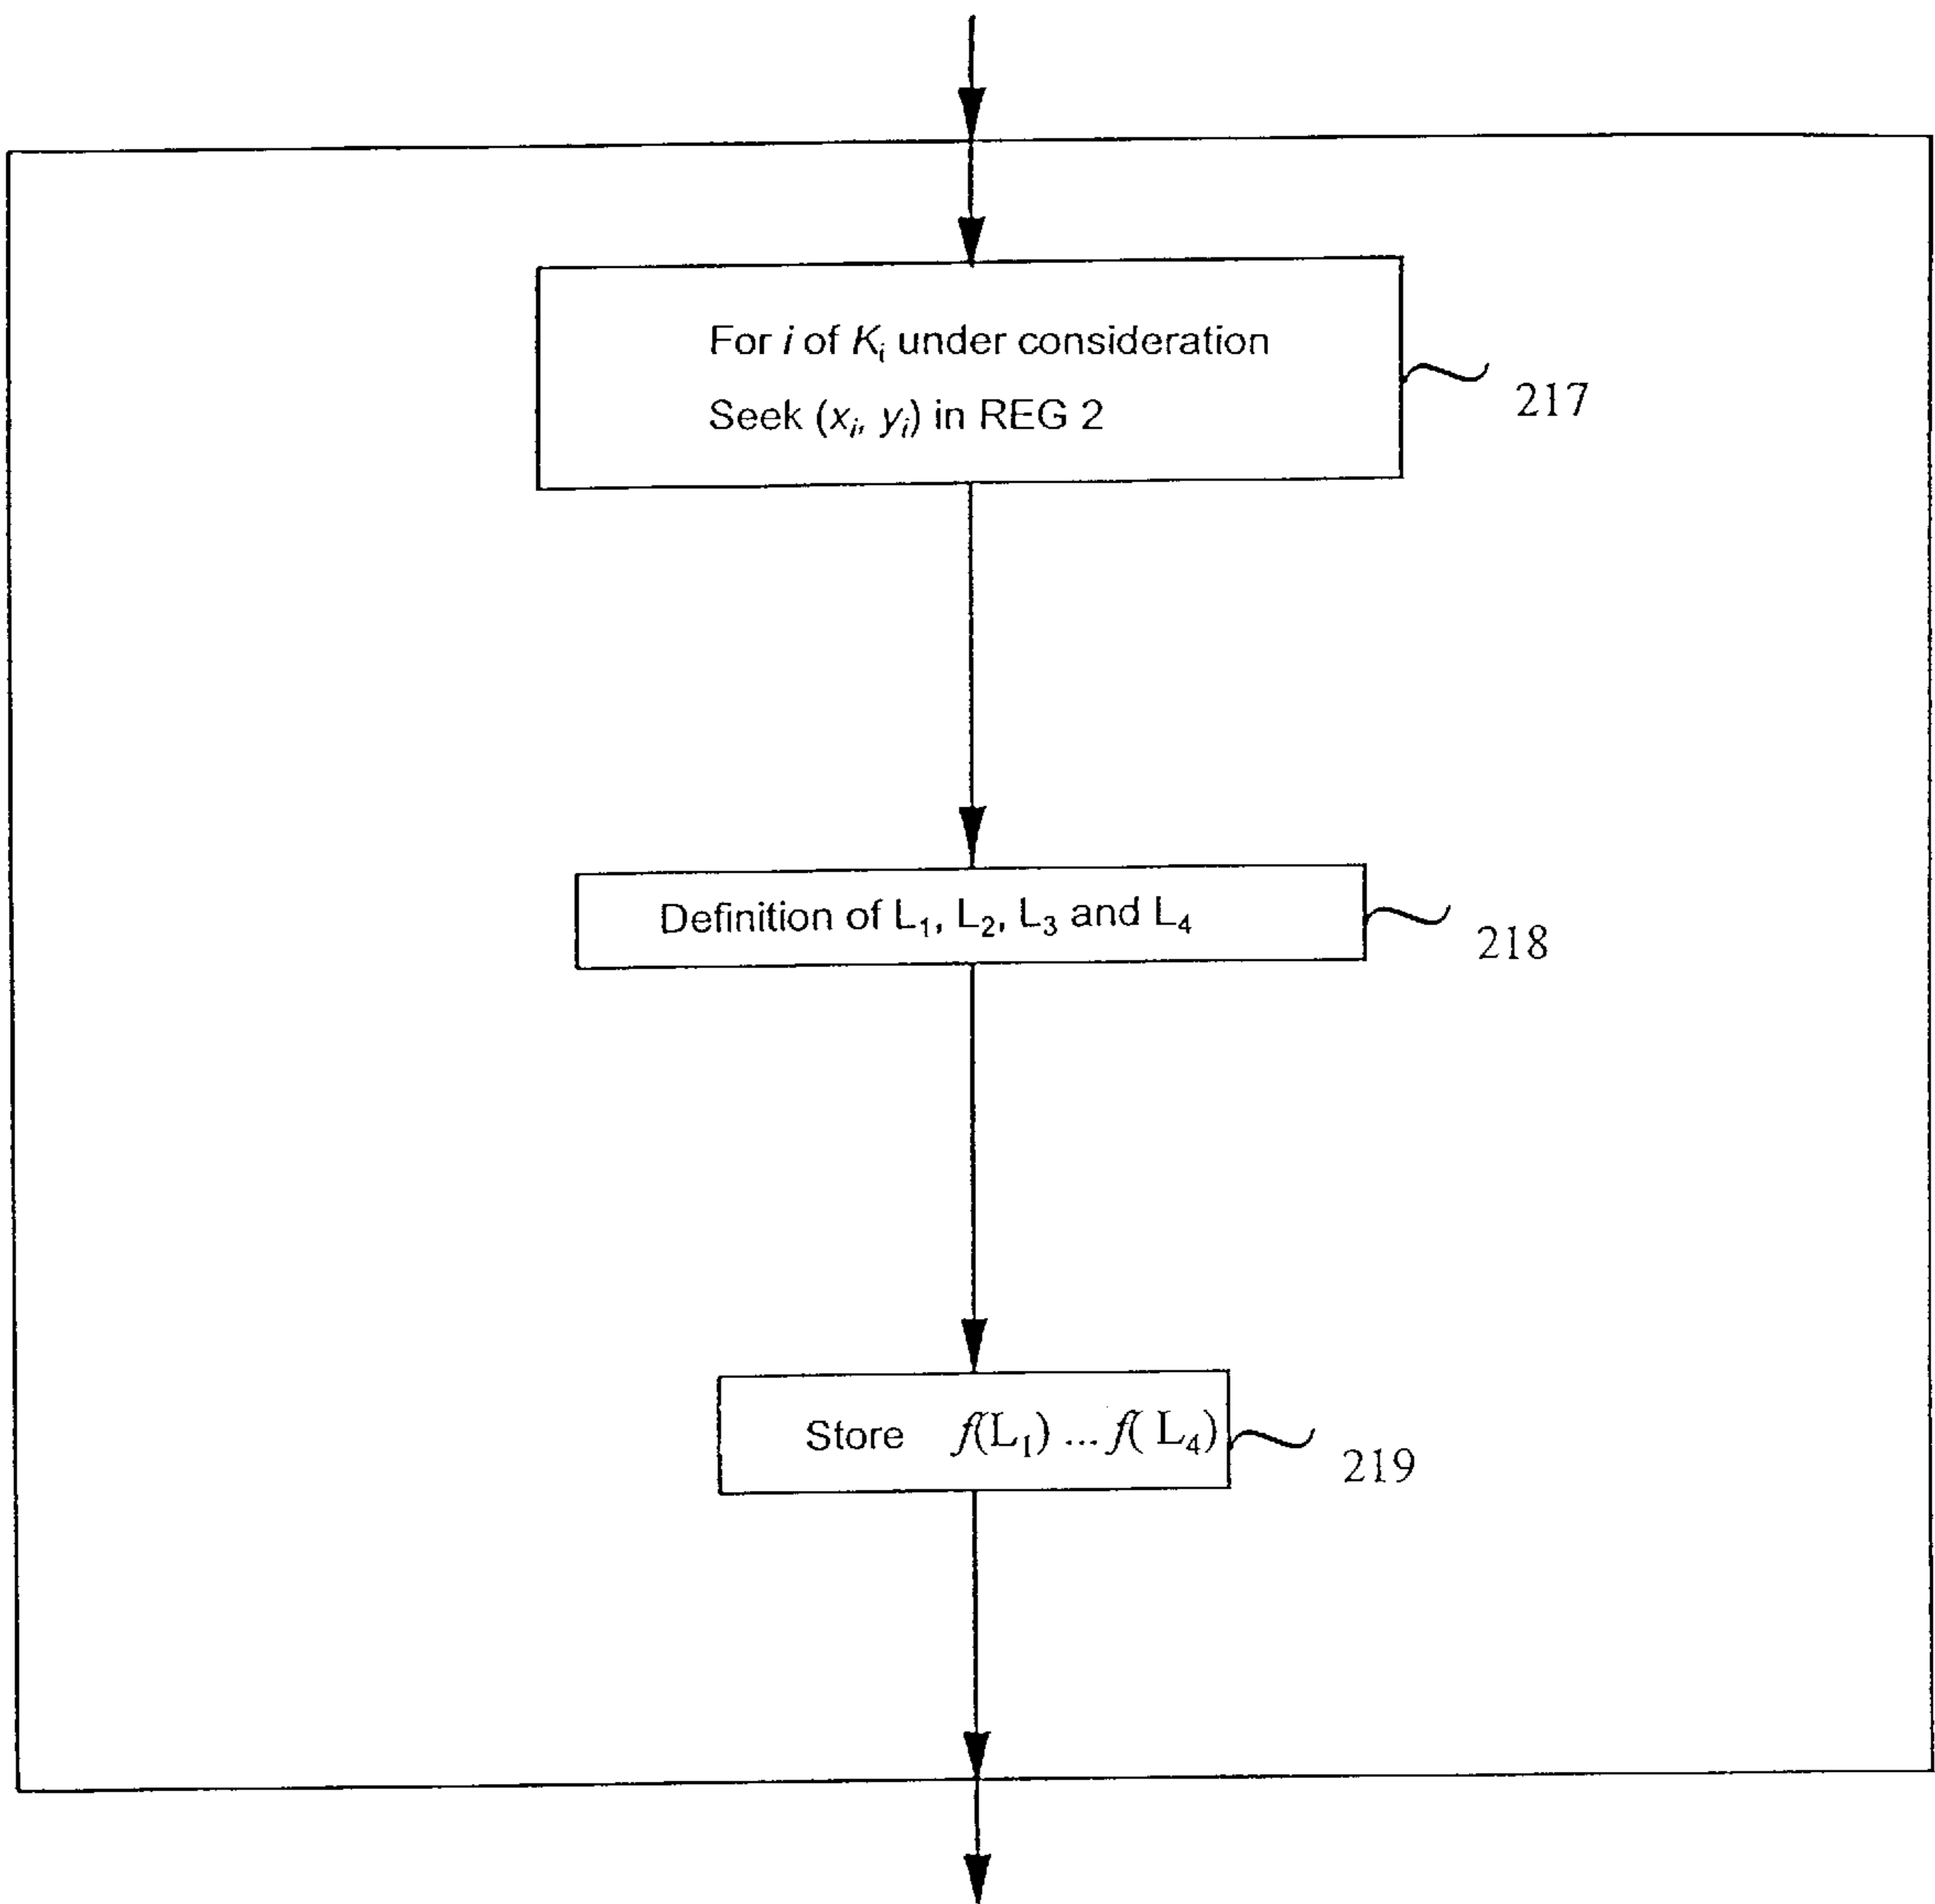 For i of Kᵢ under consideration
Seek (xᵢ, yᵢ) in REG 2
217
Definition of L₁, L₂, L₃ and L₄
218
Store f(L₁) ... f( L₄)
219